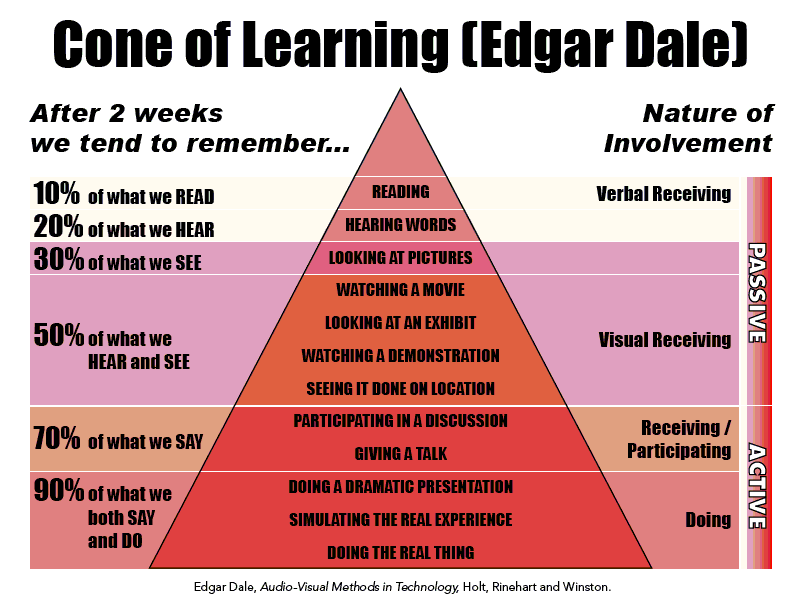 Cone of Learning (Edgar Dale)
After 2 weeks
we tend to remember...
Nature of
Involvement
10% of what we READ
READING
Verbal Receiving
20% of what we HEAR
HEARING WORDS
30% of what we SEE
LOOKING AT PICTURES
50% of what we
HEAR and SEE
WATCHING A MOVIE
LOOKING AT AN EXHIBIT
WATCHING A DEMONSTRATION
SEEING IT DONE ON LOCATION
Visual Receiving
PASSIVE
70% of what we SAY
PARTICIPATING IN A DISCUSSION
GIVING A TALK
Receiving /
Participating
90% of what we
both SAY
and DO
DOING A DRAMATIC PRESENTATION
SIMULATING THE REAL EXPERIENCE
DOING THE REAL THING
Doing
ACTIVE
Edgar Dale, Audio-Visual Methods in Technology, Holt, Rinehart and Winston.